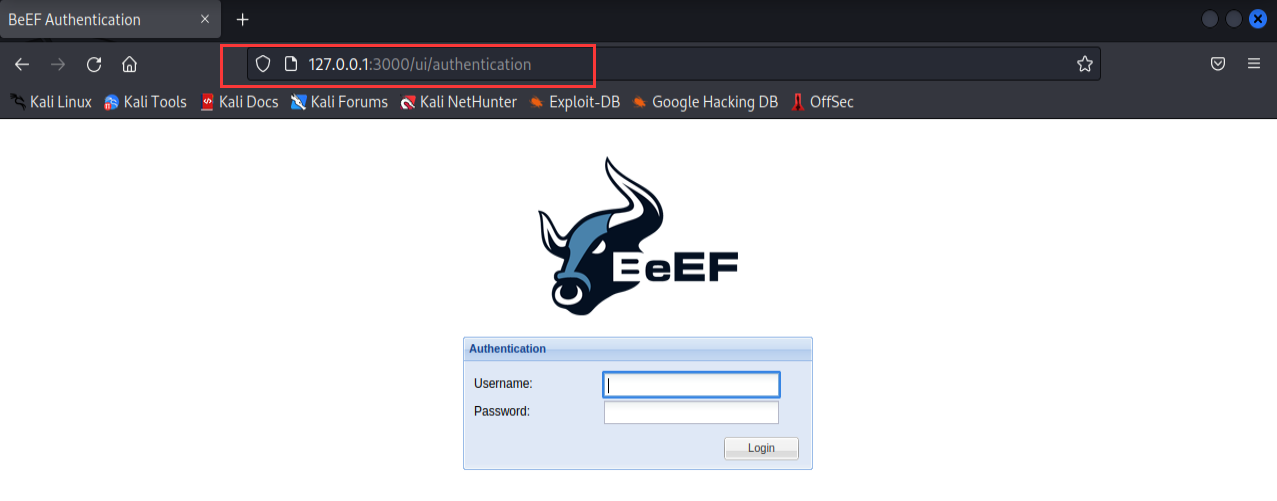 BeEF Authentication
127.0.0.1:3000/ui/authentication
Kali Linux Kali Tools Kali Docs Kali Forums Kali NetHunter Exploit-DB Google Hacking DB OffSec
BeEF
Authentication
Username:
Password:
Login